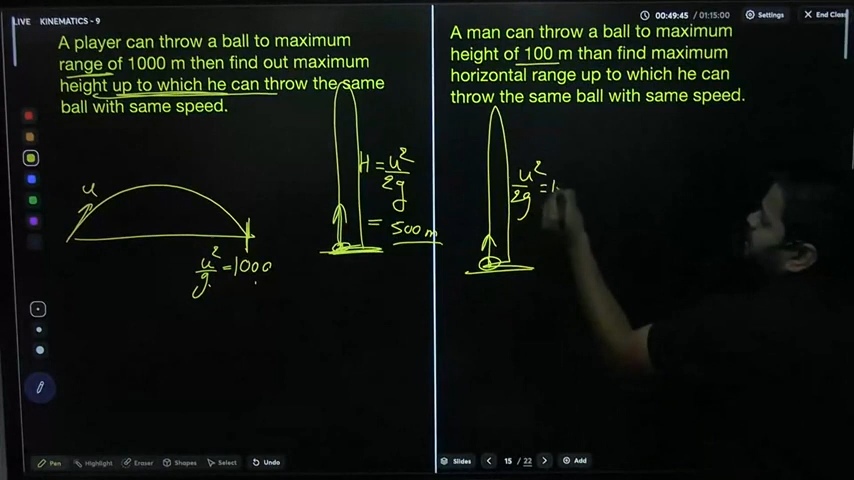 LIVE KINEMATICS - 9
00:49:45 / 01:15:00
Settings
End Class
A player can throw a ball to maximum
range of 1000 m then find out maximum
height up to which he can throw the same
ball with same speed.
u
u²/g = 1000
H = u²/2g
= 500 m
A man can throw a ball to maximum
height of 100 m than find maximum
horizontal range up to which he can
throw the same ball with same speed.
u²/2g = 1
Pen
Highlight
Eraser
Shapes
Select
Undo
Slides
15 / 22
Add